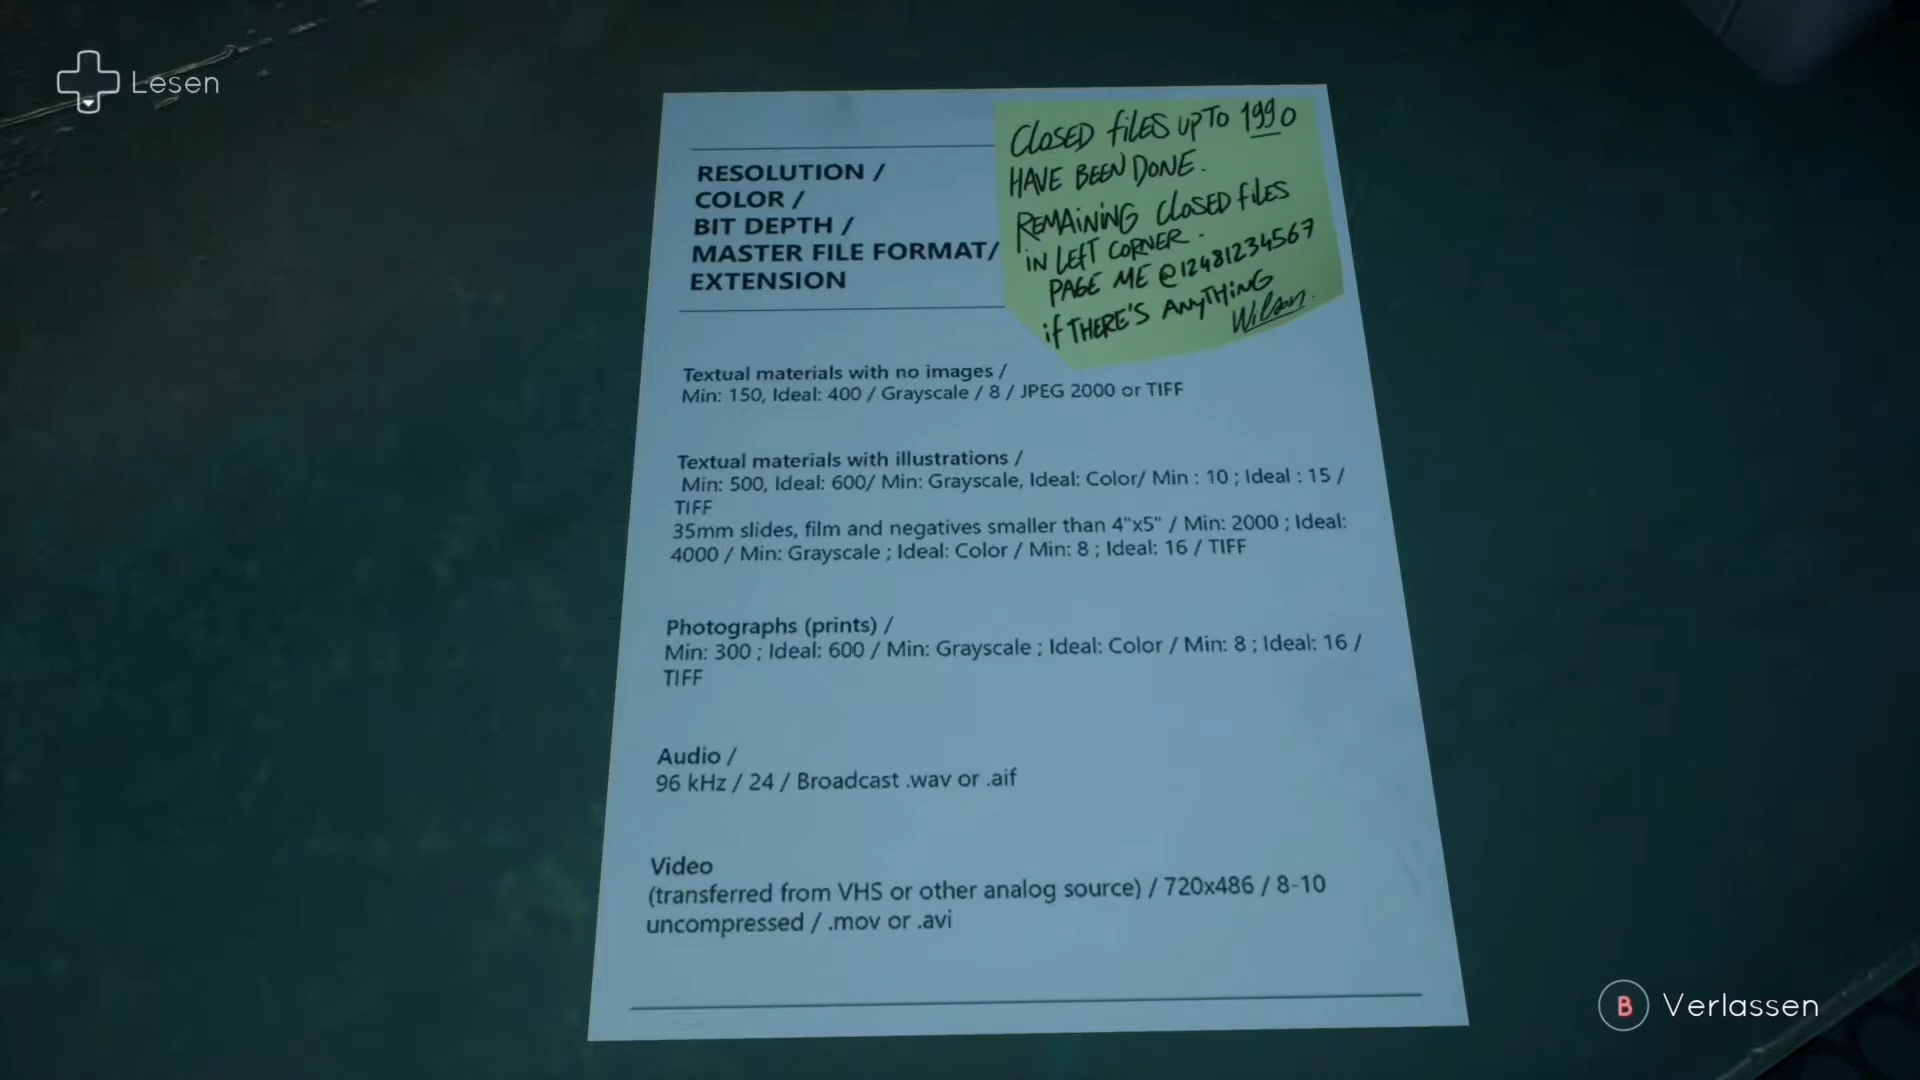 Lesen
RESOLUTION /
COLOR /
BIT DEPTH /
MASTER FILE FORMAT/
EXTENSION
CLOSED FILES UP TO 1990
HAVE BEEN DONE.
REMAINING CLOSED FILES
IN LEFT CORNER.
PAGE ME @12481234567
if THERE'S ANYTHING
Wilson.
Textual materials with no images /
Min: 150, Ideal: 400 / Grayscale / 8 / JPEG 2000 or TIFF
Textual materials with illustrations /
Min: 500, Ideal: 600/ Min: Grayscale, Ideal: Color/ Min : 10 ; Ideal : 15 /
TIFF
35mm slides, film and negatives smaller than 4"x5" / Min: 2000 ; Ideal:
4000 / Min: Grayscale ; Ideal: Color / Min: 8 ; Ideal: 16 / TIFF
Photographs (prints) /
Min: 300 ; Ideal: 600 / Min: Grayscale ; Ideal: Color / Min: 8 ; Ideal: 16 /
TIFF
Audio /
96 kHz / 24 / Broadcast .wav or .aif
Video
(transferred from VHS or other analog source) / 720x486 / 8-10
uncompressed / .mov or .avi
B Verlassen